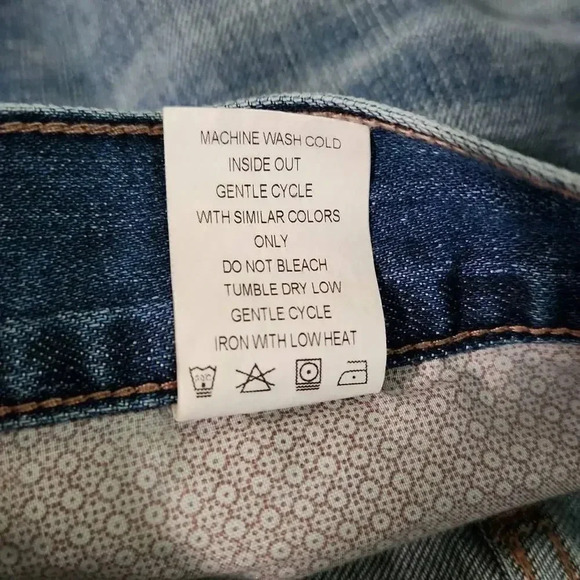 MACHINE WASH COLD
INSIDE OUT
GENTLE CYCLE
WITH SIMILAR COLORS
ONLY
DO NOT BLEACH
TUMBLE DRY LOW
GENTLE CYCLE
IRON WITH LOW HEAT